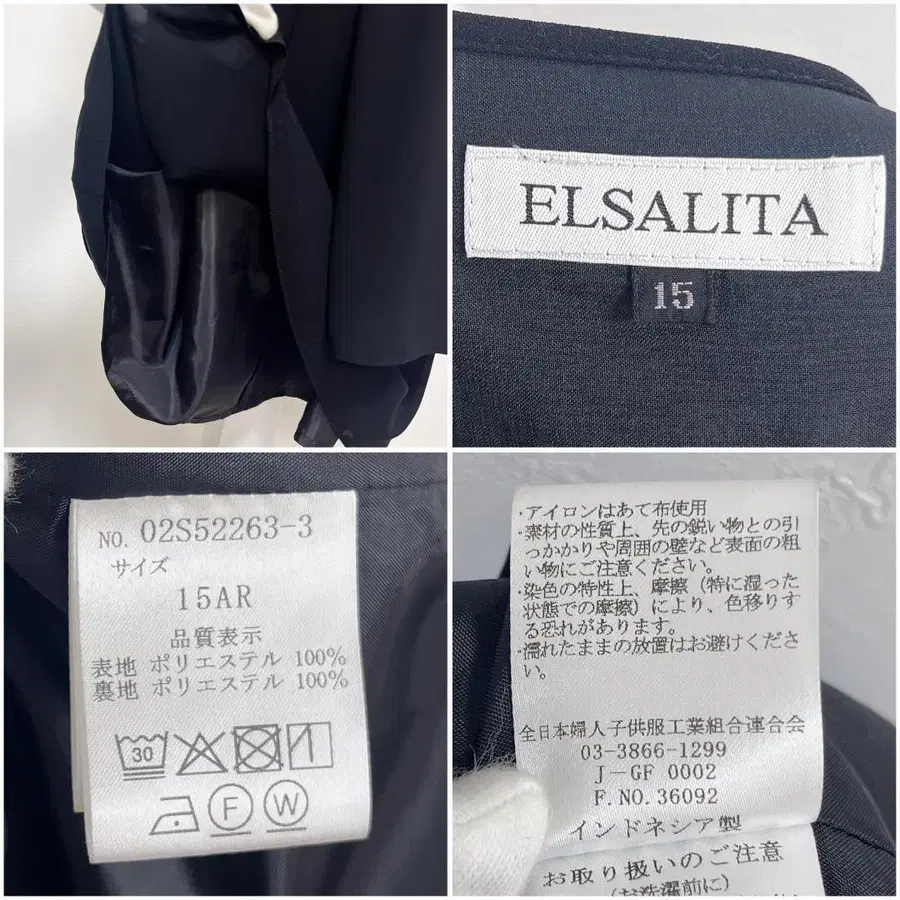 ELSALITA
15
NO. 02S52263-3
サイズ
15AR
品質表示
表地 ポリエステル 100%
裏地 ポリエステル 100%
30
F W
・アイロンはあて布使用
・素材の性質上、先の鋭い物との引
っかかりや周囲の壁など表面の粗
い物にご注意ください。
・染色の特性上、摩擦（特に湿った
状態での摩擦）により、色移りす
る恐れがあります。
・濡れたままの放置はお避けくださ
い。
全日本婦人子供服工業組合連合会
03-3866-1299
J-GF 0002
F.NO.36092
インドネシア製
お取り扱いのご注意
(お洗濯前に)